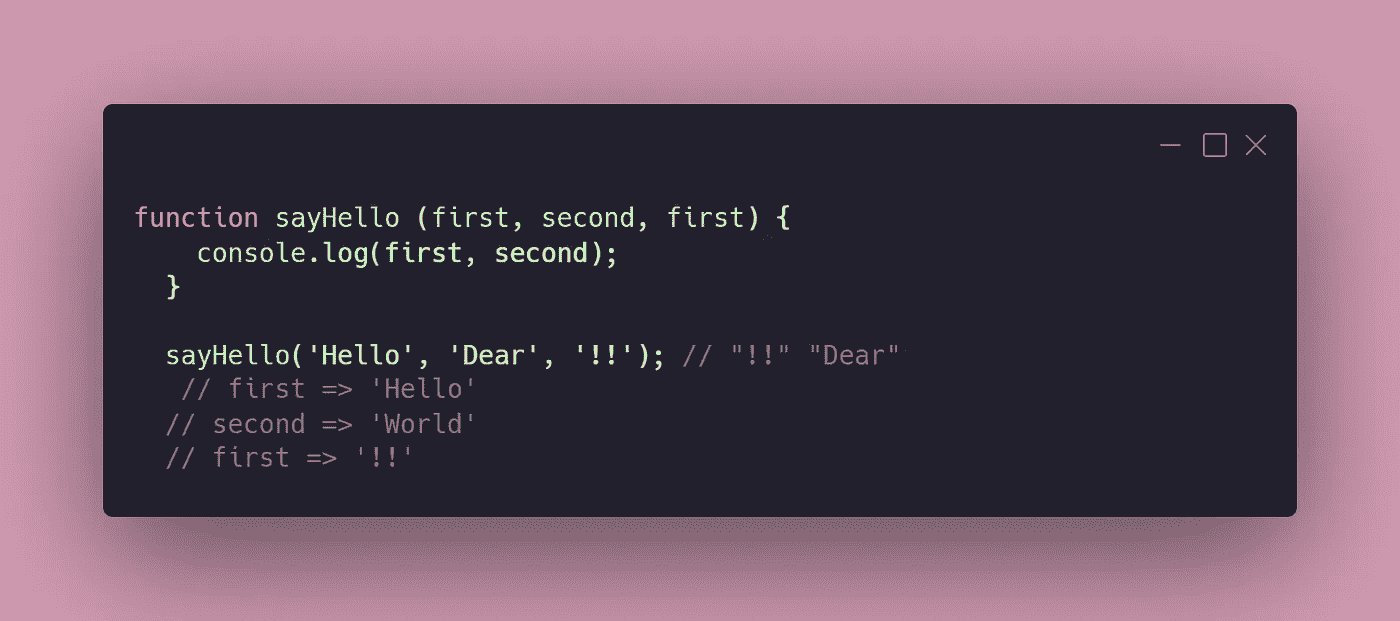 function sayHello (first, second, first) {
    console.log(first, second);
  }
  sayHello('Hello', 'Dear', '!!'); // "!!" "Dear"
   // first => 'Hello'
  // second => 'World'
  // first => '!!'